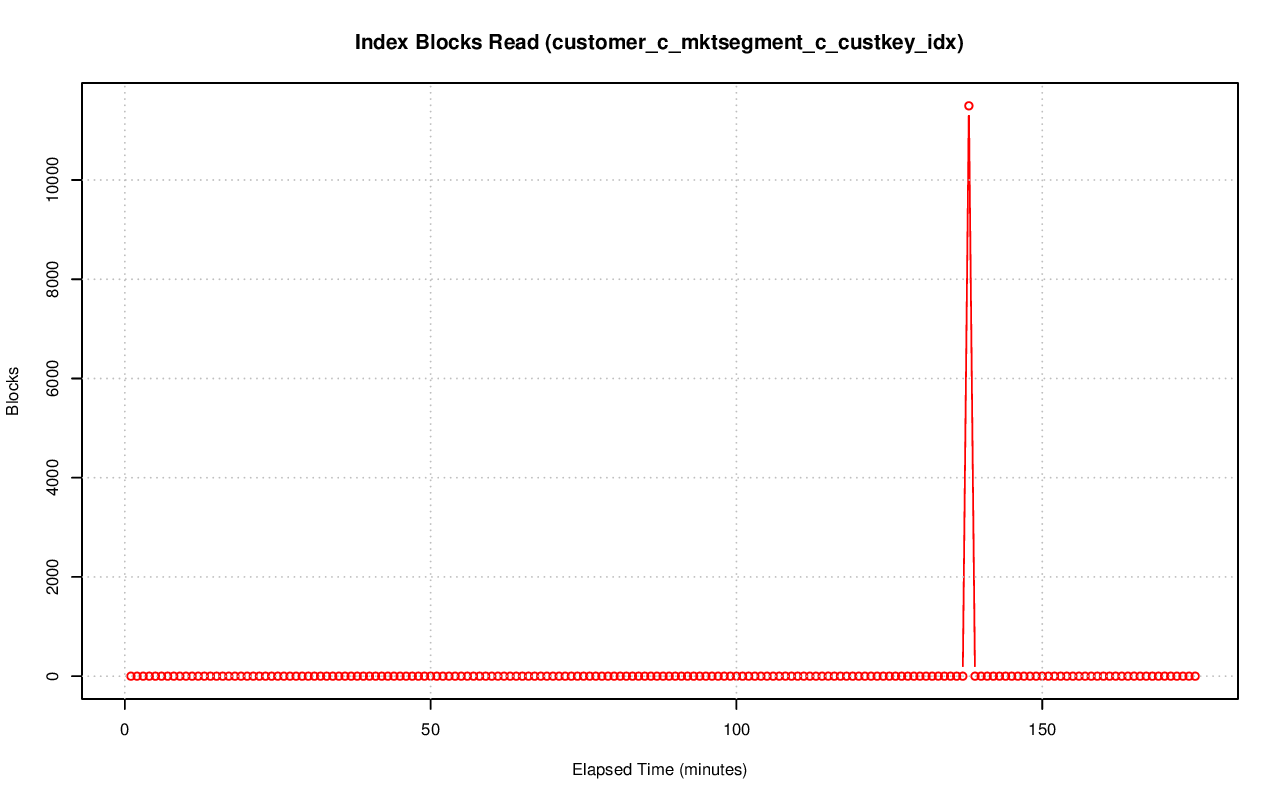 Index Blocks Read (customer_c_mktsegment_c_custkey_idx)
10000
8000
6000
4000
2000
0
Blocks
0 50 100 150
Elapsed Time (minutes)